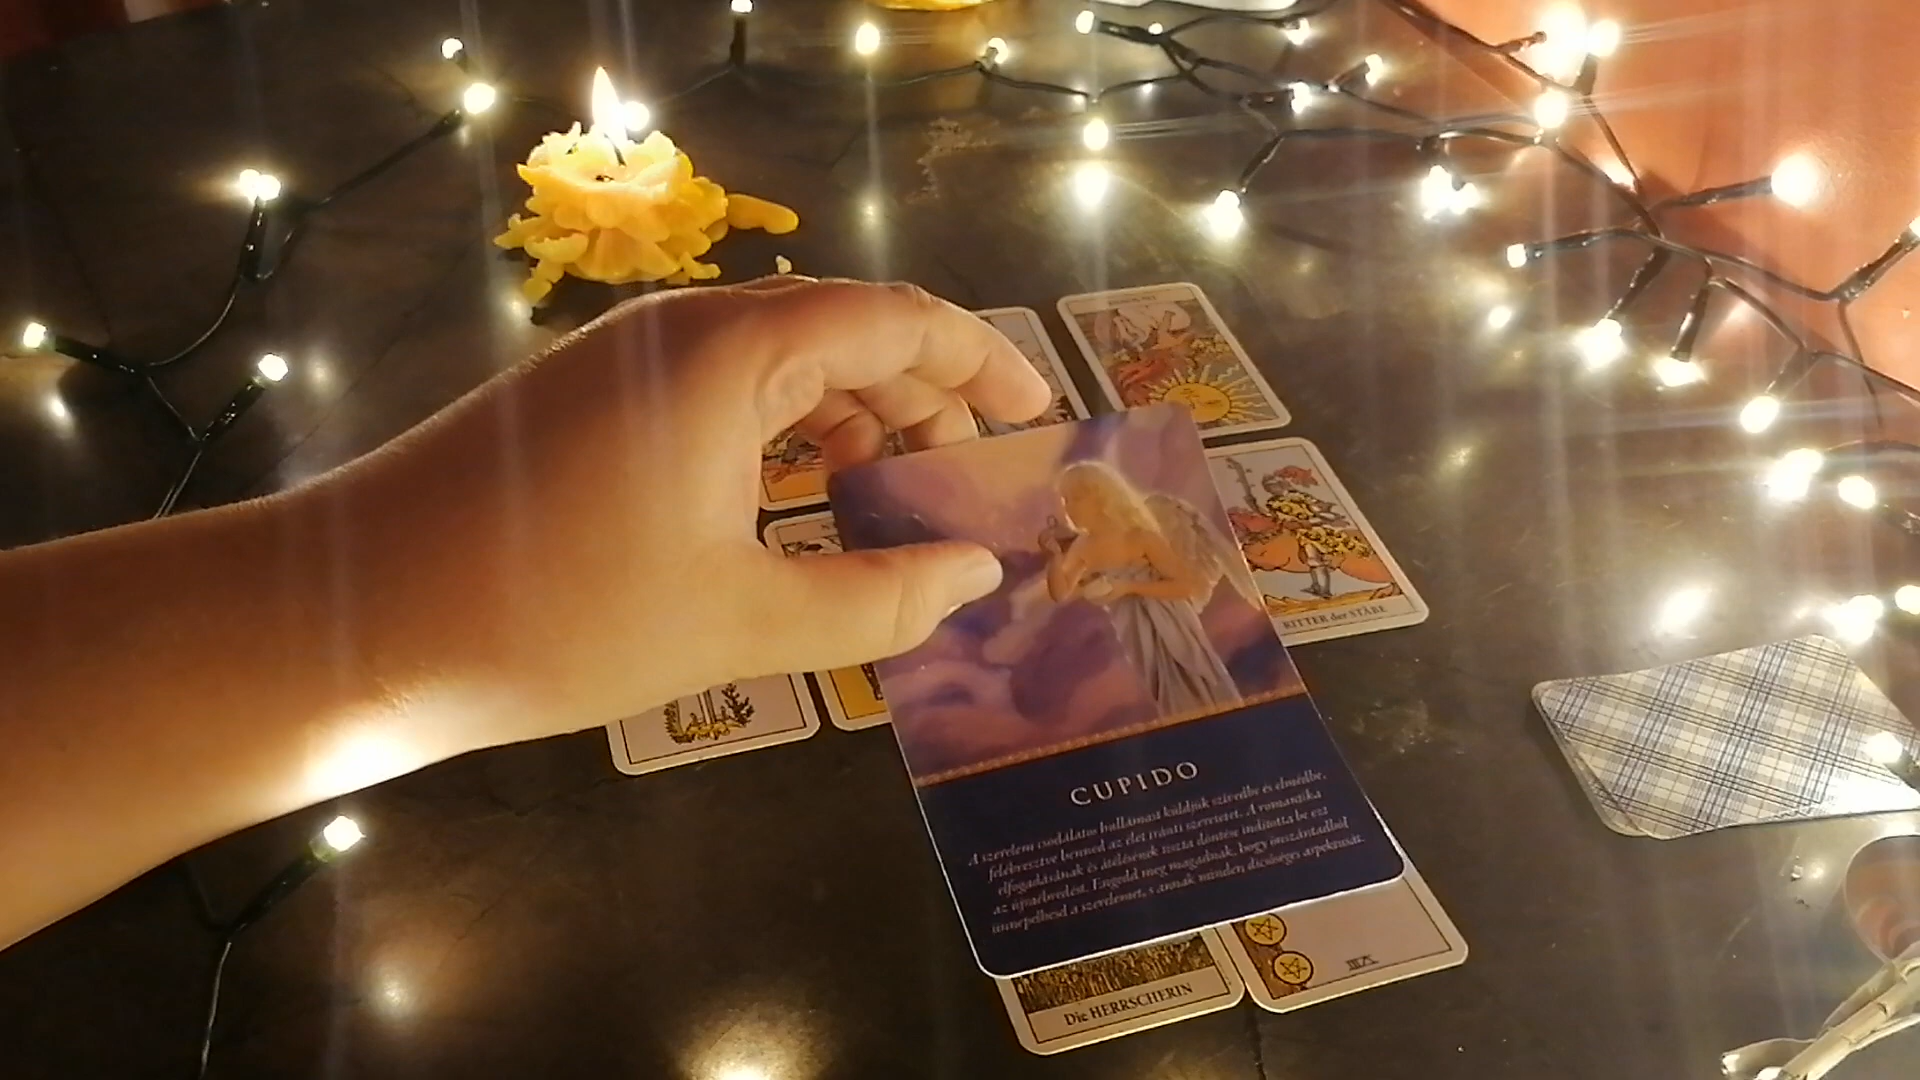 RITTER der STÄBE
CUPIDO
A szerelem csodálatos hullámait küldjük szívedbe és elmédbe,
felébresztve benned az élet iránti szeretetet. A romantika
elfogadásának és átélésének tiszta döntése indította be ezt
az újraébredést. Engedd meg magadnak, hogy önszántadból
ünnepelhesd a szerelmet, s annak minden dicsőséges aspektusát.
Die HERRSCHERIN